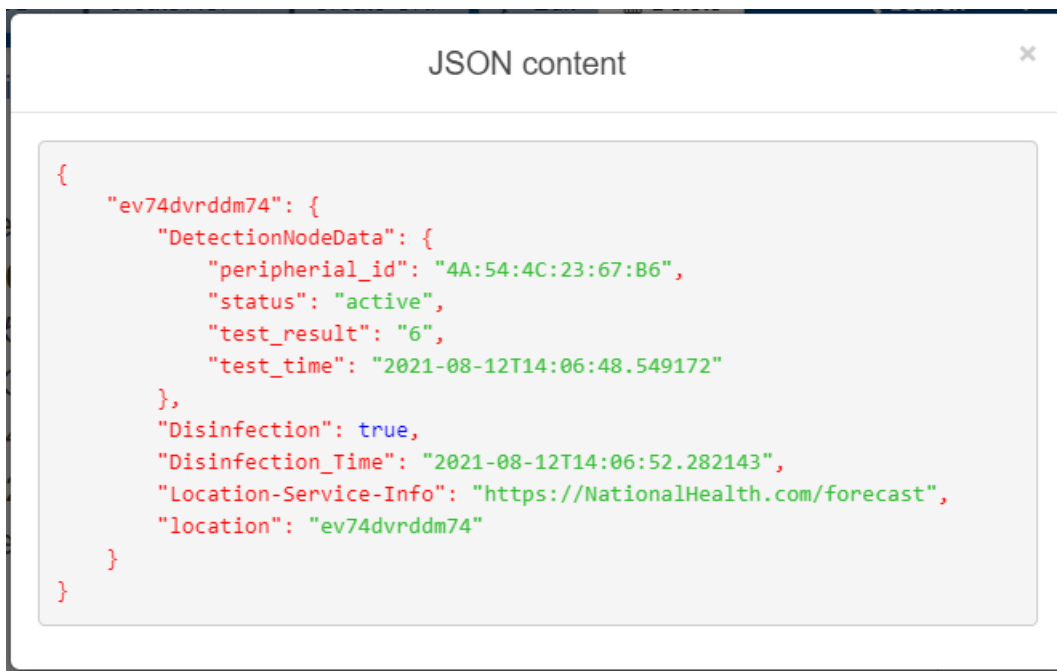 JSON content
×
{
    "ev74dvrddm74": {
        "DetectionNodeData": {
            "peripherial_id": "4A:54:4C:23:67:B6",
            "status": "active",
            "test_result": "6",
            "test_time": "2021-08-12T14:06:48.549172"
        },
        "Disinfection": true,
        "Disinfection_Time": "2021-08-12T14:06:52.282143",
        "Location-Service-Info": "https://NationalHealth.com/forecast",
        "location": "ev74dvrddm74"
    }
}